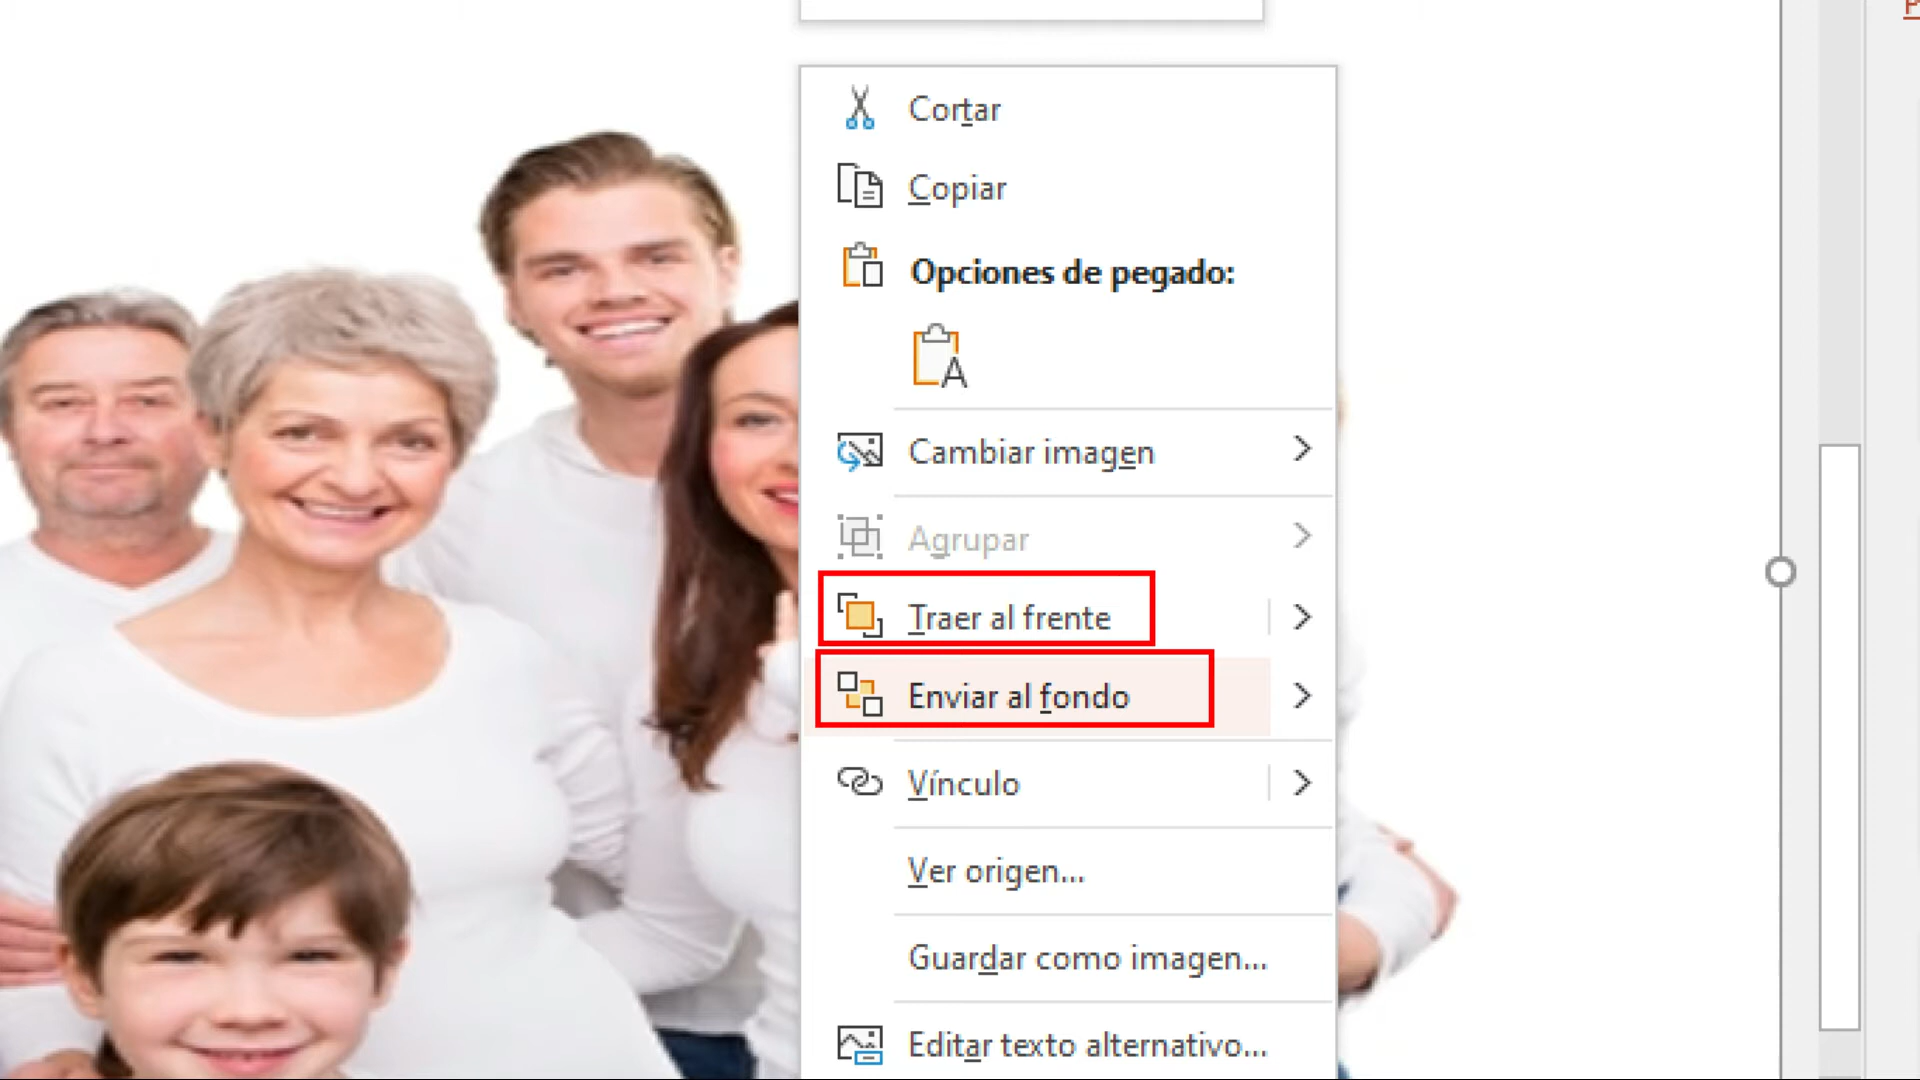 Cortar
Copiar
Opciones de pegado:
A
Cambiar imagen
Agrupar
Traer al frente
Enviar al fondo
Vínculo
Ver origen...
Guardar como imagen...
Editar texto alternativo...